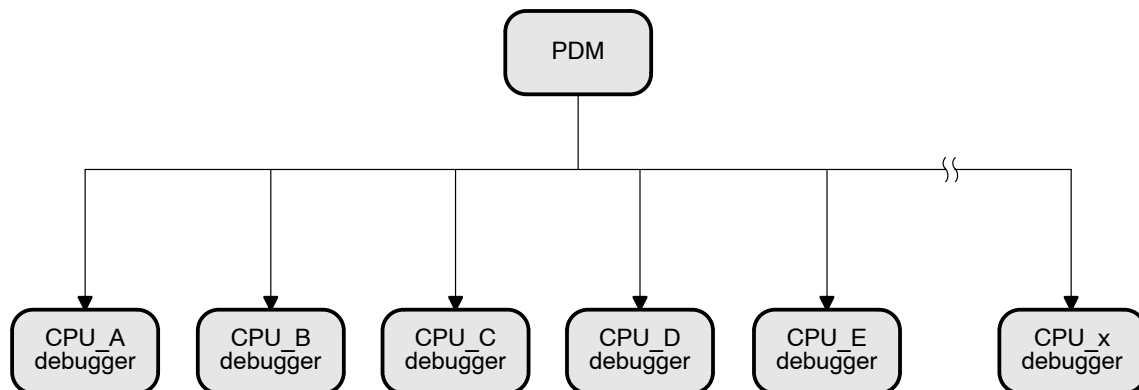 PDM
CPU_A
debugger
CPU_B
debugger
CPU_C
debugger
CPU_D
debugger
CPU_E
debugger
CPU_x
debugger